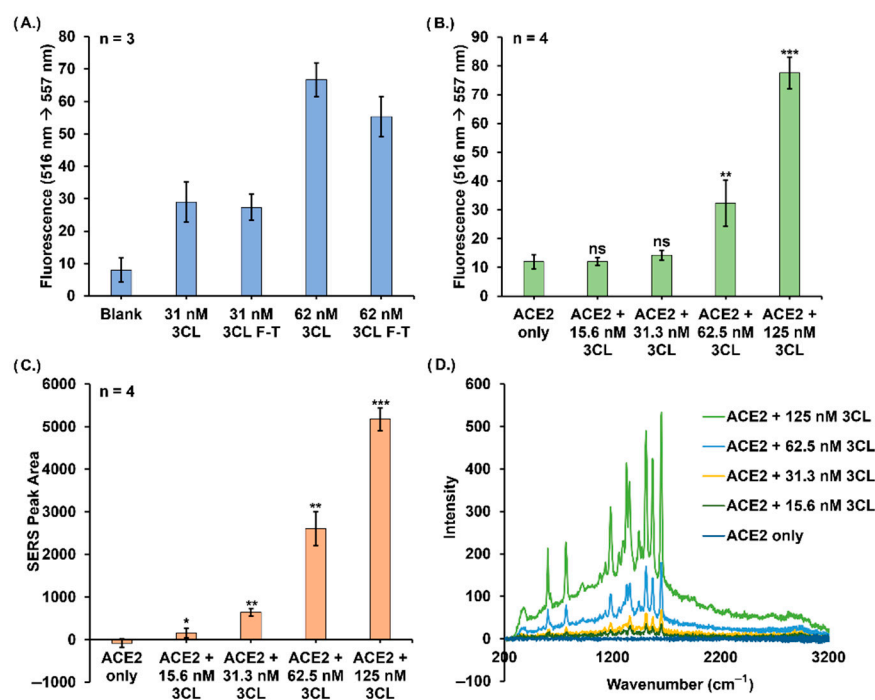 (A.)
n = 3
Fluorescence (516 nm → 557 nm)
80
70
60
50
40
30
20
10
0
Blank
31 nM
3CL
31 nM
3CL F-T
62 nM
3CL
62 nM
3CL F-T
(B.)
n = 4
Fluorescence (516 nm → 557 nm)
90
80
70
60
50
40
30
20
10
0
ns
ns
**
***
ACE2
only
ACE2 +
15.6 nM
3CL
ACE2 +
31.3 nM
3CL
ACE2 +
62.5 nM
3CL
ACE2 +
125 nM
3CL
(C.)
n = 4
SERS Peak Area
6000
5000
4000
3000
2000
1000
0
−1000
*
**
**
***
ACE2
only
ACE2 +
15.6 nM
3CL
ACE2 +
31.3 nM
3CL
ACE2 +
62.5 nM
3CL
ACE2 +
125 nM
3CL
(D.)
Intensity
600
500
400
300
200
100
0
−100
ACE2 + 125 nM 3CL
ACE2 + 62.5 nM 3CL
ACE2 + 31.3 nM 3CL
ACE2 + 15.6 nM 3CL
ACE2 only
200
1200
2200
3200
Wavenumber (cm⁻¹)